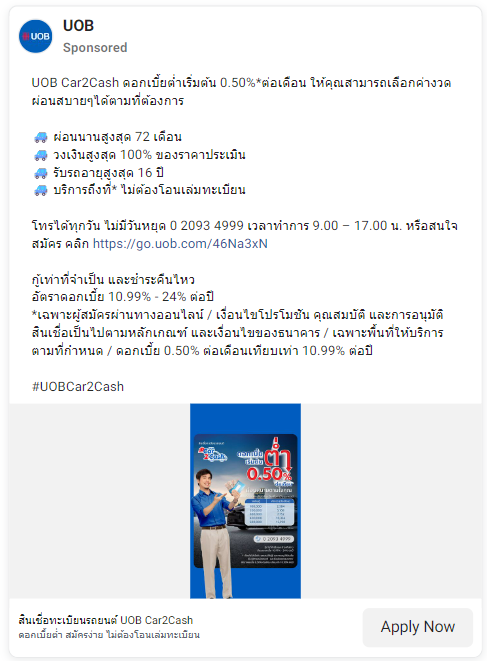 UOB
UOB
Sponsored
UOB Car2Cash ดอกเบี้ยต่ำเริ่มต้น 0.50%*ต่อเดือน ให้คุณสามารถเลือกค่างวด
ผ่อนสบายๆได้ตามที่ต้องการ
🚙 ผ่อนนานสูงสุด 72 เดือน
🚙 วงเงินสูงสุด 100% ของราคาประเมิน
🚙 รับรถอายุสูงสุด 16 ปี
🚙 บริการถึงที่* ไม่ต้องโอนเล่มทะเบียน
โทรได้ทุกวัน ไม่มีวันหยุด 0 2093 4999 เวลาทำการ 9.00 – 17.00 น. หรือสนใจ
สมัคร คลิก https://go.uob.com/46Na3xN
กู้เท่าที่จำเป็น และชำระคืนไหว
อัตราดอกเบี้ย 10.99% - 24% ต่อปี
*เฉพาะผู้สมัครผ่านทางออนไลน์ / เงื่อนไขโปรโมชัน คุณสมบัติ และการอนุมัติ
สินเชื่อเป็นไปตามหลักเกณฑ์ และเงื่อนไขของธนาคาร / เฉพาะพื้นที่ให้บริการ
ตามที่กำหนด / ดอกเบี้ย 0.50% ต่อเดือนเทียบเท่า 10.99% ต่อปี
#UOBCar2Cash
ดอกเบี้ย
เริ่มต้น
ต่ำ
0.50%
0 2093 4999
สินเชื่อทะเบียนรถยนต์ UOB Car2Cash
ดอกเบี้ยต่ำ สมัครง่าย ไม่ต้องโอนเล่มทะเบียน
Apply Now